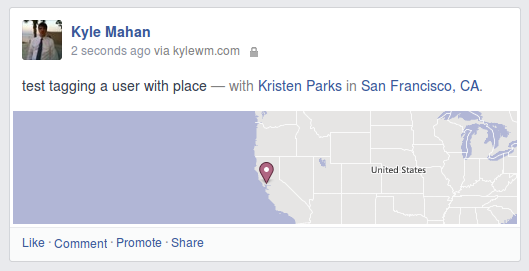 Kyle Mahan
2 seconds ago via kylewm.com
test tagging a user with place — with Kristen Parks in San Francisco, CA.
United States
Like · Comment · Promote · Share